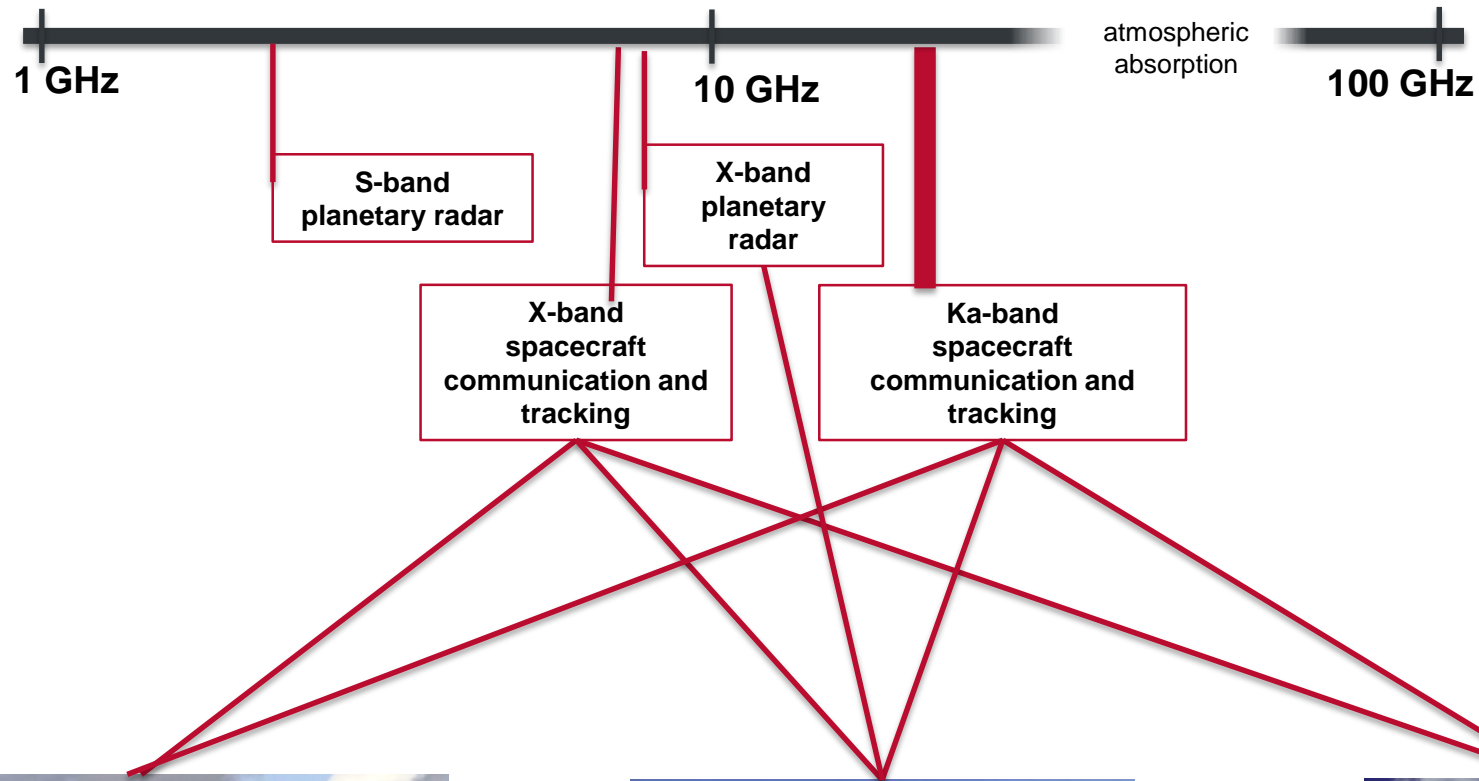 atmospheric
absorption
1 GHz
10 GHz
100 GHz
S-band
planetary radar
X-band
planetary
radar
X-band
spacecraft
communication and
tracking
Ka-band
spacecraft
communication and
tracking